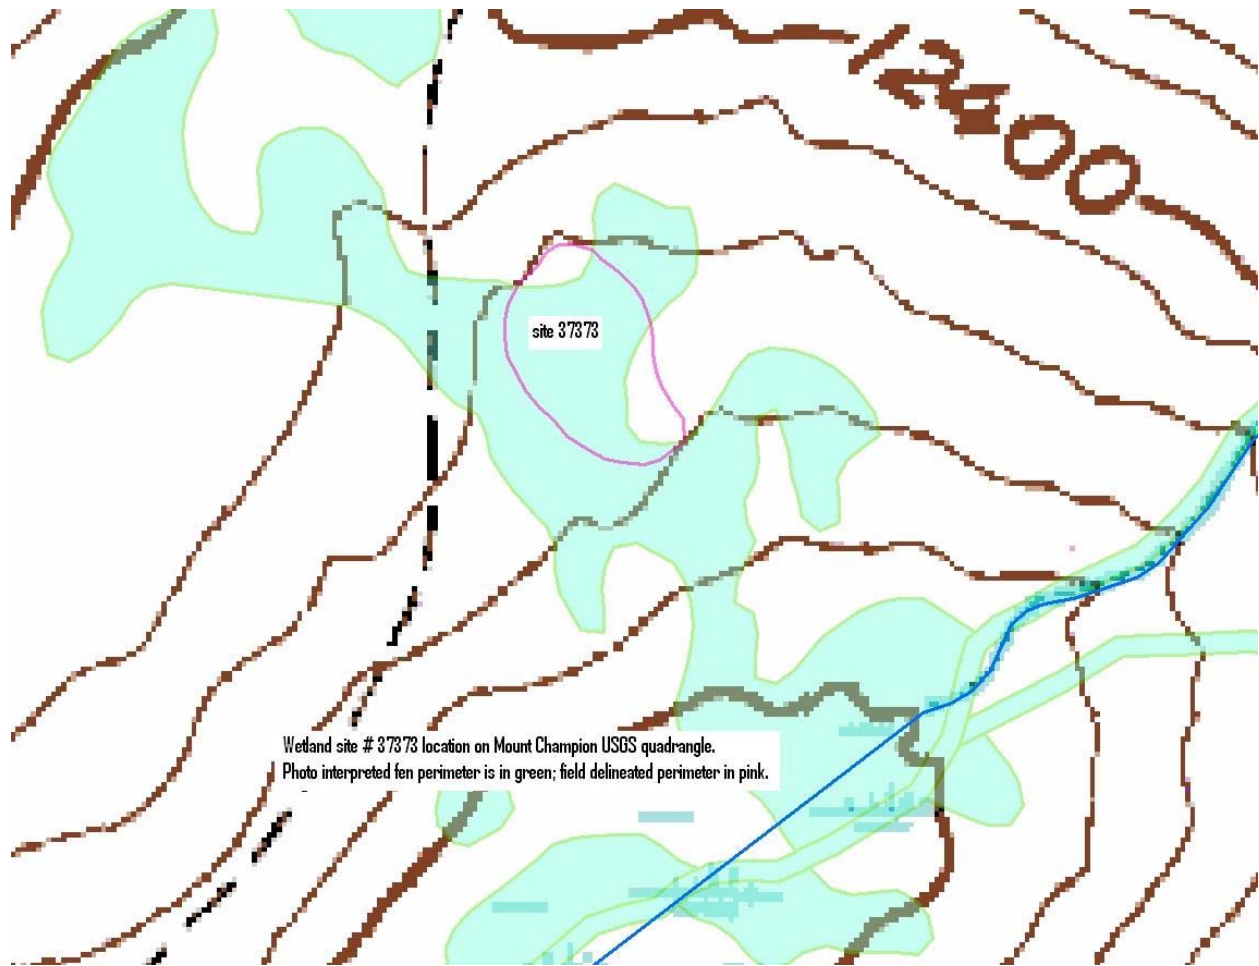 12400
site 37373
Wetland site # 37373 location on Mount Champion USGS quadrangle.
Photo interpreted fen perimeter is in green; field delineated perimeter in pink.